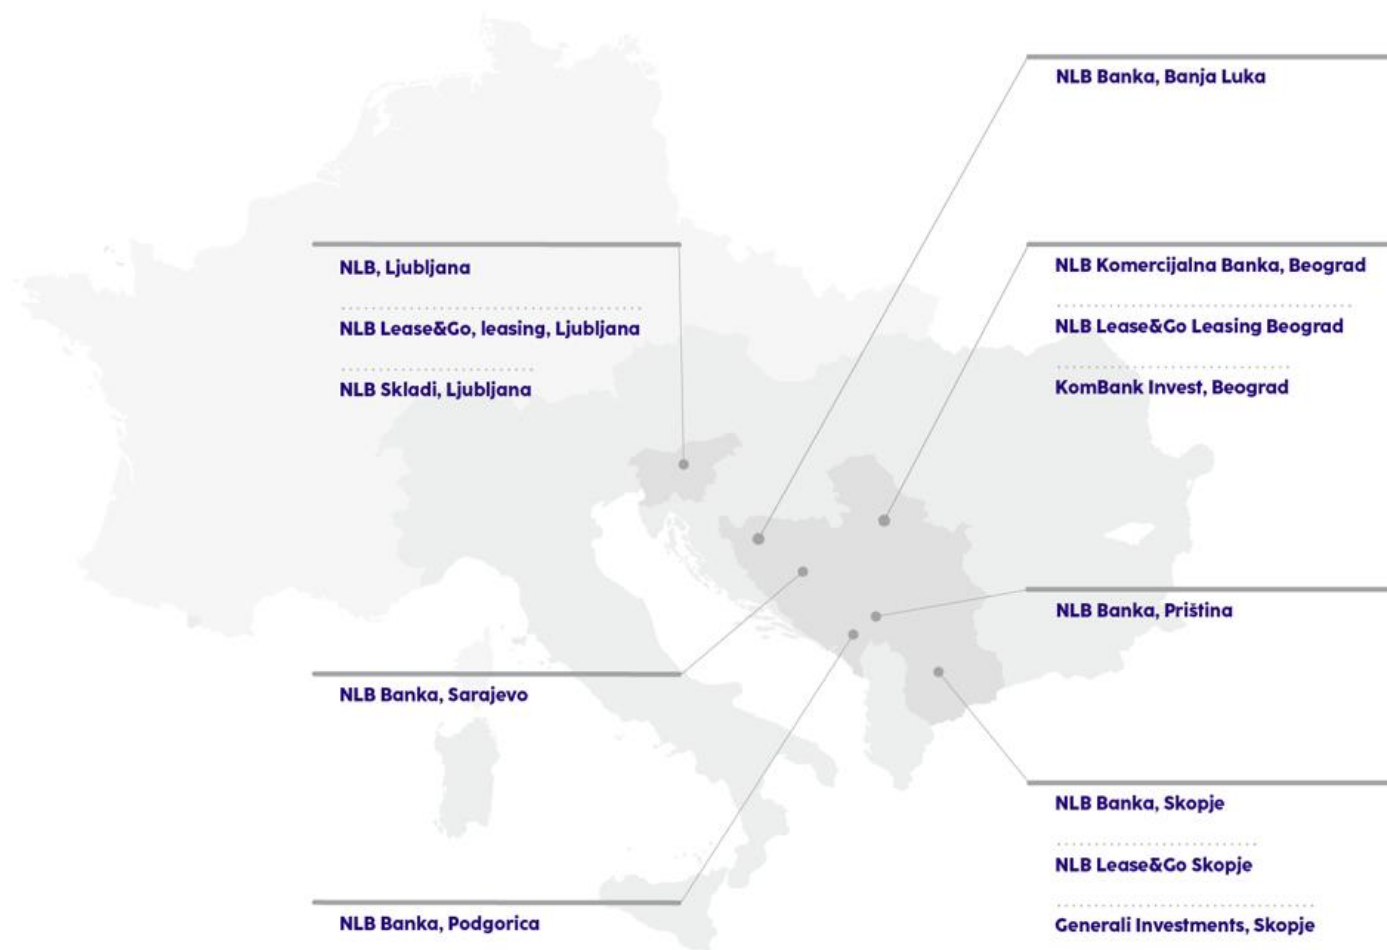 NLB Banka, Banja Luka
NLB, Ljubljana
NLB Lease&Go, leasing, Ljubljana
NLB Skladi, Ljubljana
NLB Komercijalna Banka, Beograd
NLB Lease&Go Leasing Beograd
KomBank Invest, Beograd
NLB Banka, Priština
NLB Banka, Sarajevo
NLB Banka, Skopje
NLB Lease&Go Skopje
Generali Investments, Skopje
NLB Banka, Podgorica